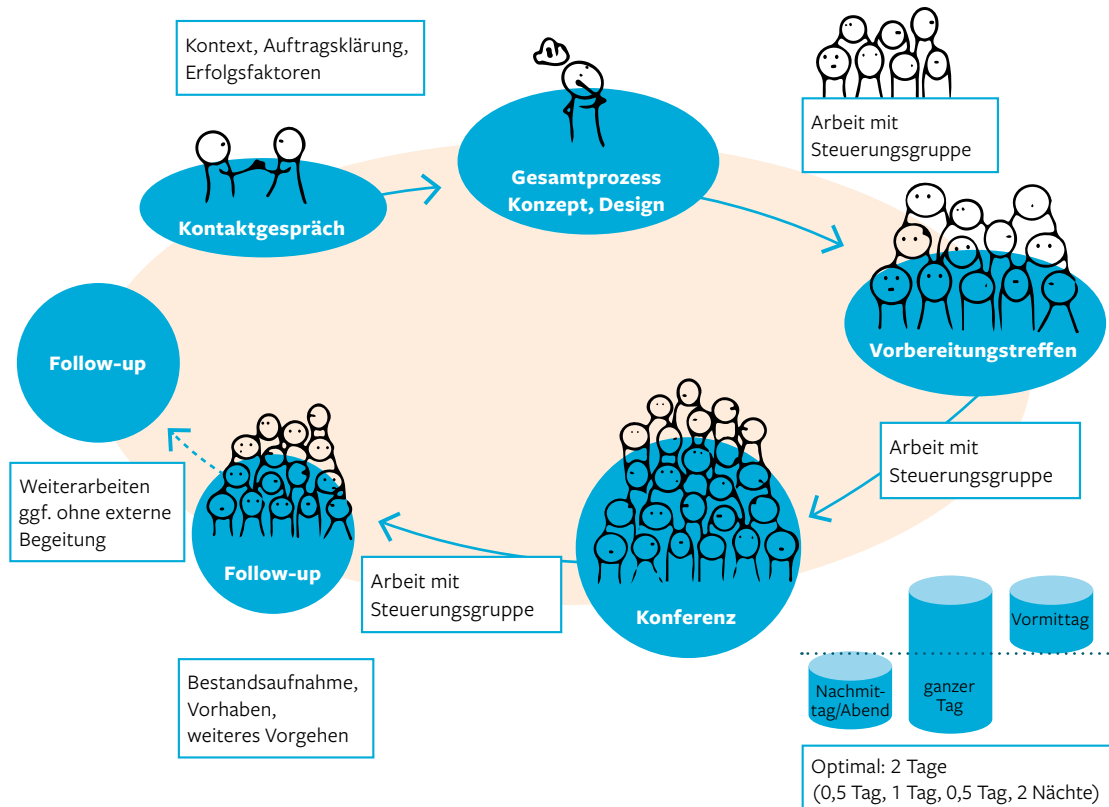 Kontext, Auftragsklärung,
Erfolgsfaktoren
Kontaktgespräch
Gesamtprozess
Konzept, Design
Arbeit mit
Steuerungsgruppe
Vorbereitungstreffen
Arbeit mit
Steuerungsgruppe
Konferenz
Arbeit mit
Steuerungsgruppe
Follow-up
Bestandsaufnahme,
Vorhaben,
weiteres Vorgehen
Follow-up
Weiterarbeiten
ggf. ohne externe
Begeitung
Nachmit-
tag/Abend
ganzer
Tag
Vormittag
Optimal: 2 Tage
(0,5 Tag, 1 Tag, 0,5 Tag, 2 Nächte)